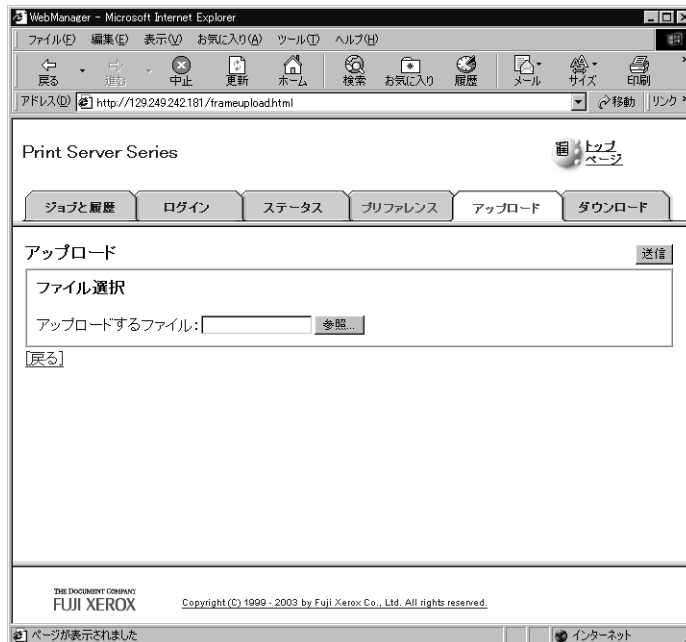 WebManager - Microsoft Internet Explorer
ファイル(F) 編集(E) 表示(V) お気に入り(A) ツール(T) ヘルプ(H)
戻る 進む 中止 更新 ホーム 検索 お気に入り 履歴 メール サイズ 印刷
アドレス(D) http://129.249.242.181/frameupload.html 移動 リンク
Print Server Series
トップ
ページ
ジョブと履歴 ログイン ステータス プリファレンス アップロード ダウンロード
アップロード 送信
ファイル選択
アップロードするファイル: 参照...
[戻る]
THE DOCUMENT COMPANY
FUJI XEROX
Copyright (C) 1999 - 2003 by Fuji Xerox Co., Ltd. All rights reserved.
ページが表示されました インターネット